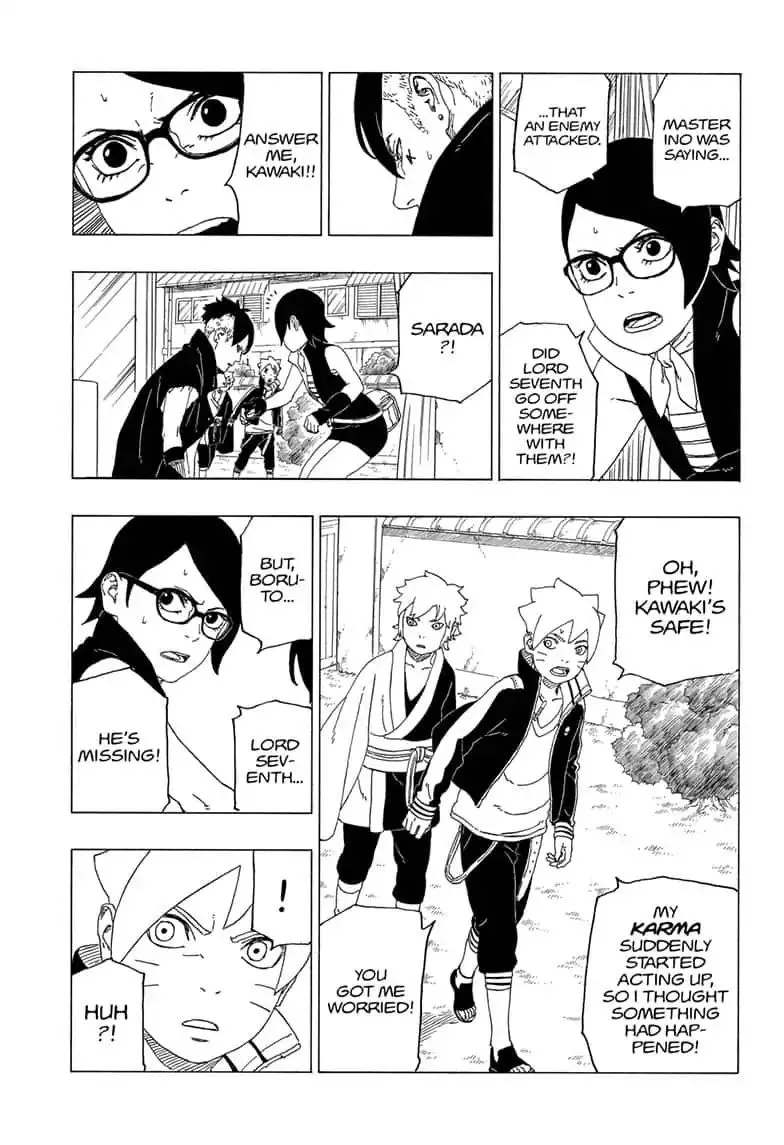 MASTER
INO WAS
SAYING...
...THAT
AN ENEMY
ATTACKED.
DID
LORD
SEVENTH
GO OFF
SOME-
WHERE
WITH
THEM?!
ANSWER
ME,
KAWAKI!!
SARADA
?!
OH,
PHEW!
KAWAKI'S
SAFE!
MY
KARMA
SUDDENLY
STARTED
ACTING UP,
SO I THOUGHT
SOMETHING
HAD HAP-
PENED!
YOU
GOT ME
WORRIED!
BUT,
BORU-
TO...
LORD
SEV-
ENTH...
HE'S
MISSING!
!
HUH
?!